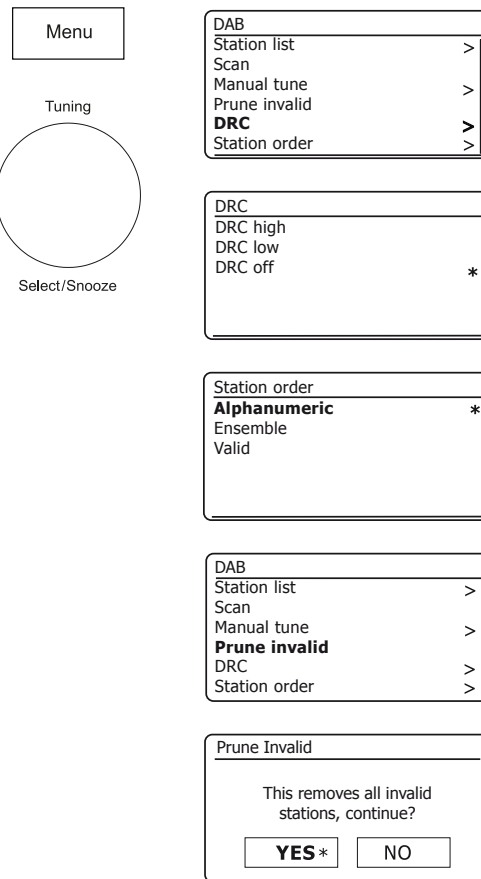 Menu
Tuning
Select/Snooze
DAB
Station list >
Scan
Manual tune >
Prune invalid
DRC >
Station order >
DRC
DRC high
DRC low
DRC off *
Station order
Alphanumeric *
Ensemble
Valid
DAB
Station list >
Scan
Manual tune >
Prune invalid
DRC >
Station order >
Prune Invalid
This removes all invalid
stations, continue?
YES* NO